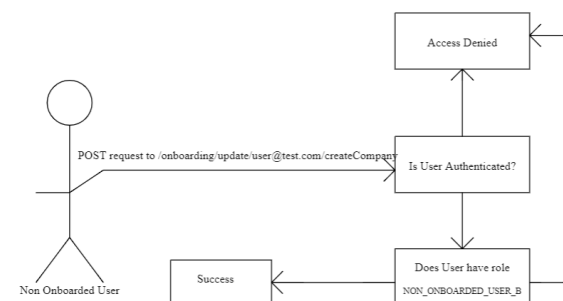 Access Denied
POST request to /onboarding/update/user@test.com/createCompany
Is User Authenticated?
Does User have role
NON_ONBOARDED_USER_B
Success
Non Onboarded User